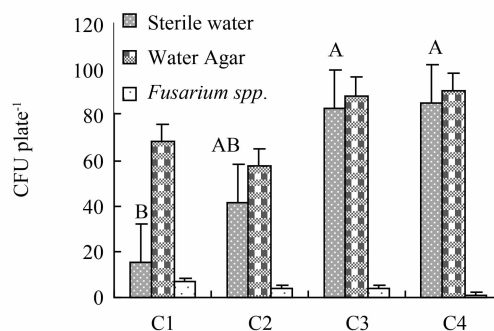 Sterile water
Water Agar
Fusarium spp.
CFU plate⁻¹
120
100
80
60
40
20
0
B
AB
A
A
C1 C2 C3 C4